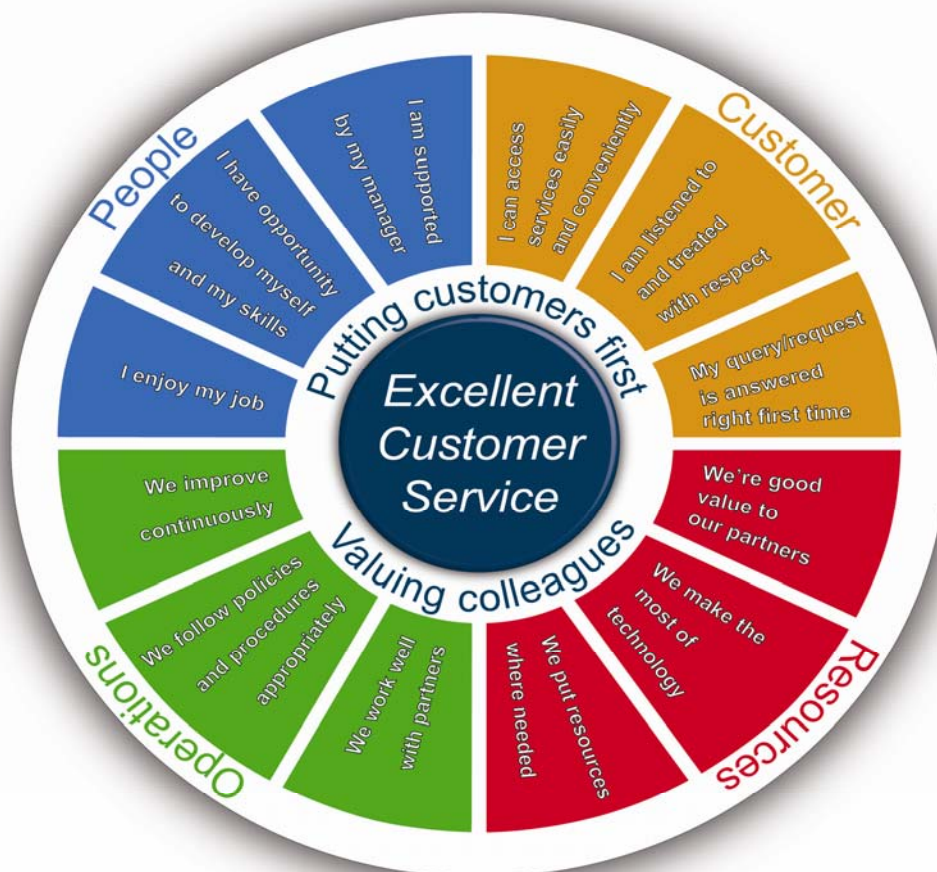 People
I am supported
by my manager
I have opportunity
to develop myself
and my skills
I enjoy my job
Customer
I can access
services easily
and conveniently
I am listened to
and treated
with respect
My query/request
is answered
right first time
Putting customers first
Excellent
Customer
Service
Valuing colleagues
Operations
We improve
continuously
We follow policies
and procedures
appropriately
We work well
with partners
Resources
We're good
value to
our partners
We make the
most of
technology
We put resources
where needed